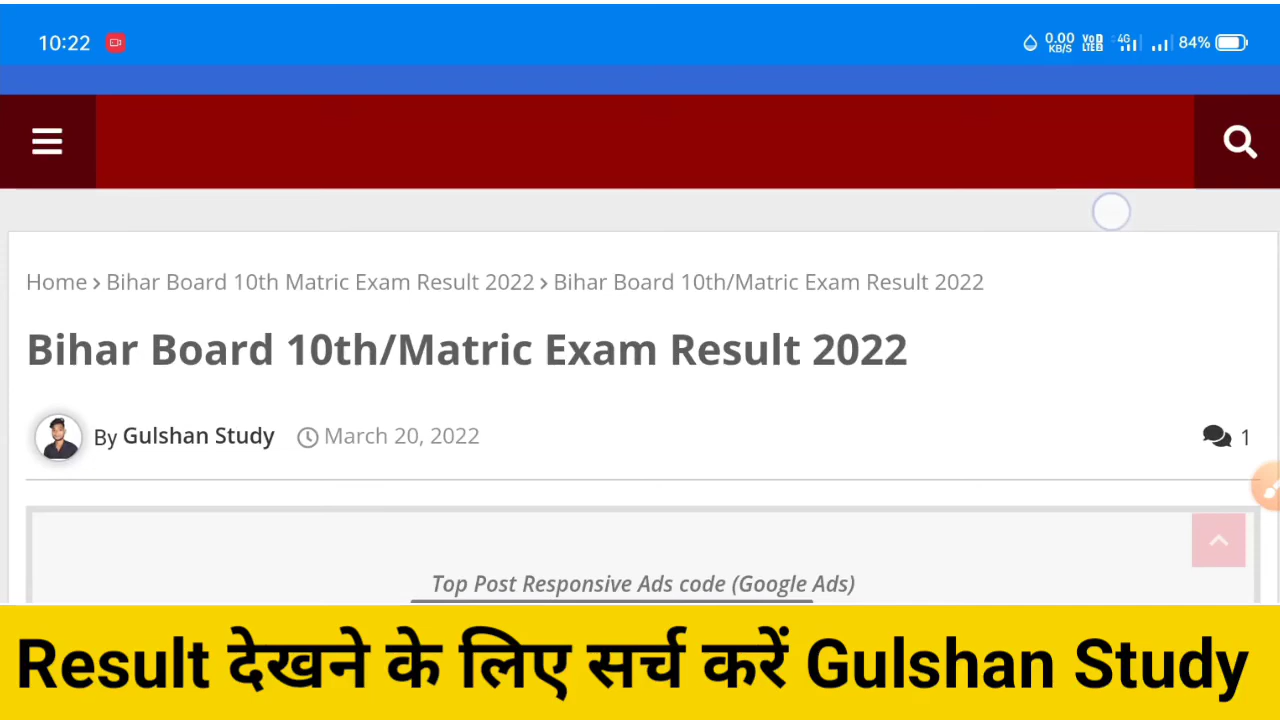 10:22
0.00 KB/S Vo LTE 4G 84%
Home > Bihar Board 10th Matric Exam Result 2022 > Bihar Board 10th/Matric Exam Result 2022
Bihar Board 10th/Matric Exam Result 2022
By Gulshan Study March 20, 2022 1
Top Post Responsive Ads code (Google Ads)
Result देखने के लिए सर्च करें Gulshan Study